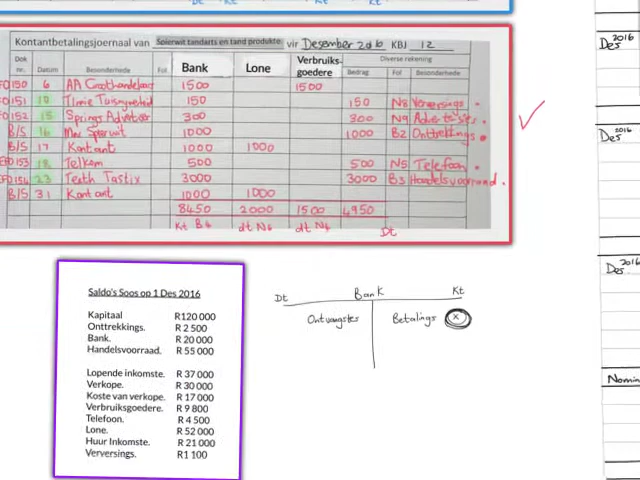 Dt Kt
Kontantbetalingsjoernaal van Spierwit tandarts en tand produkte vir Desember 2016 KBJ 12
Dok nr. Datum Besonderhede Fol Bank Lone Verbruiks-goedere Diverse rekening
Bedrag Fol Besonderhede
150 6 AA Groothandelaar 1500 1500
151 10 150 150 N8 Versierings
152 15 Springs Advertiser 300 300 N9
B/S 16 Mnr Spierwit 1000 1000 B2 Onttrekkings
B/S 17 Kontant 1000 1000
153 18 Telkom 500 500 N5 Telefoon
154 23 Teeth Tastix 3000 3000 B3 Handelsvoorraad
B/S 31 Kontant 1000 1000
8450 2000 1500 4950
Kt B4 dt N6 dt N4 Dt
Saldo's Soos op 1 Des 2016
Kapitaal R120 000
Onttrekkings. R 2 500
Bank. R 20 000
Handelsvoorraad. R 55 000
Lopende inkomste. R 37 000
Verkope. R 30 000
Koste van verkope. R 17 000
Verbruiksgoedere. R 9 800
Telefoon. R 4 500
Lone. R 52 000
Huur Inkomste. R 21 000
Verversings. R1 100
Dt Bank Kt
Ontvangstes Betalings x
2016
Des
2016
Des
2016
Des
Nomin